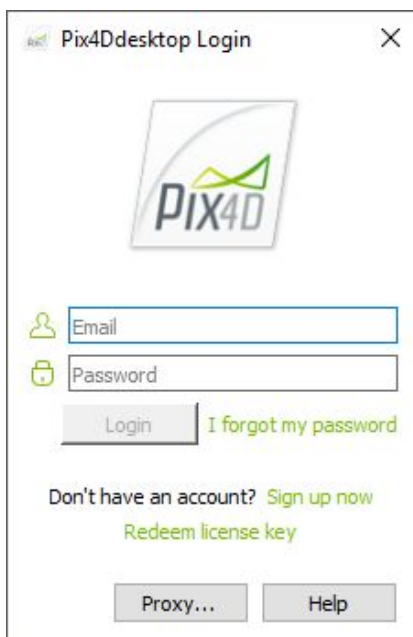 Pix4Ddesktop Login
PIX4D
Email
Password
Login I forgot my password
Don't have an account? Sign up now
Redeem license key
Proxy... Help